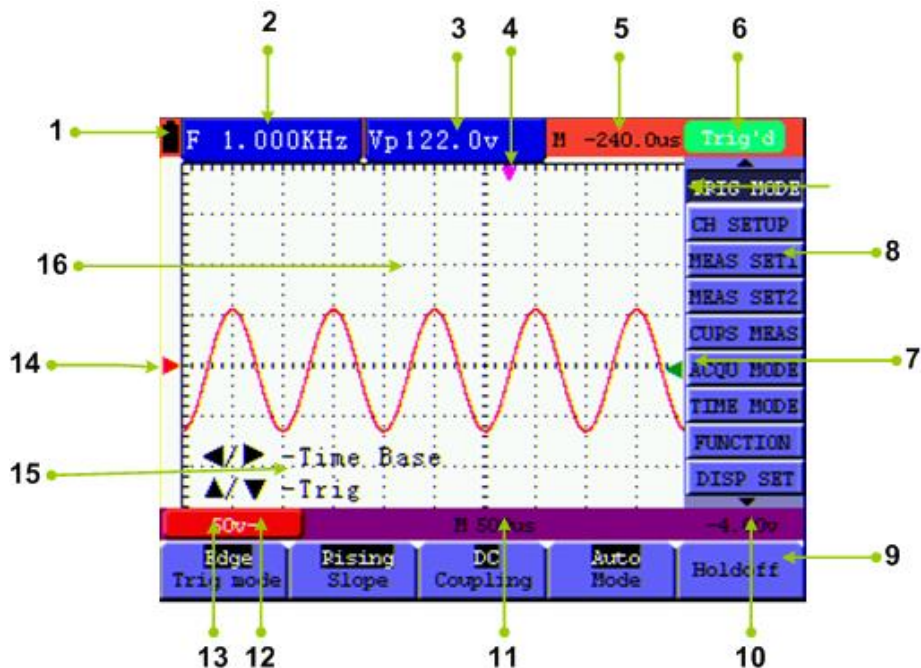 2 3 4 5 6
1
F 1.000KHz Vp122.0v M -240.0us Trig'd
TRIG MODE
CH SETUP
8
MEAS SET1
16
MEAS SET2
CURS MEAS
14
7
ACQU MODE
TIME MODE
FUNCTION
◀/▶ -Time Base
15
DISP SET
▲/▼ -Trig
50v
M 500us
Edge Rising DC Auto
Holdoff
9
Trig mode Slope Coupling Mode
13 12 11 10